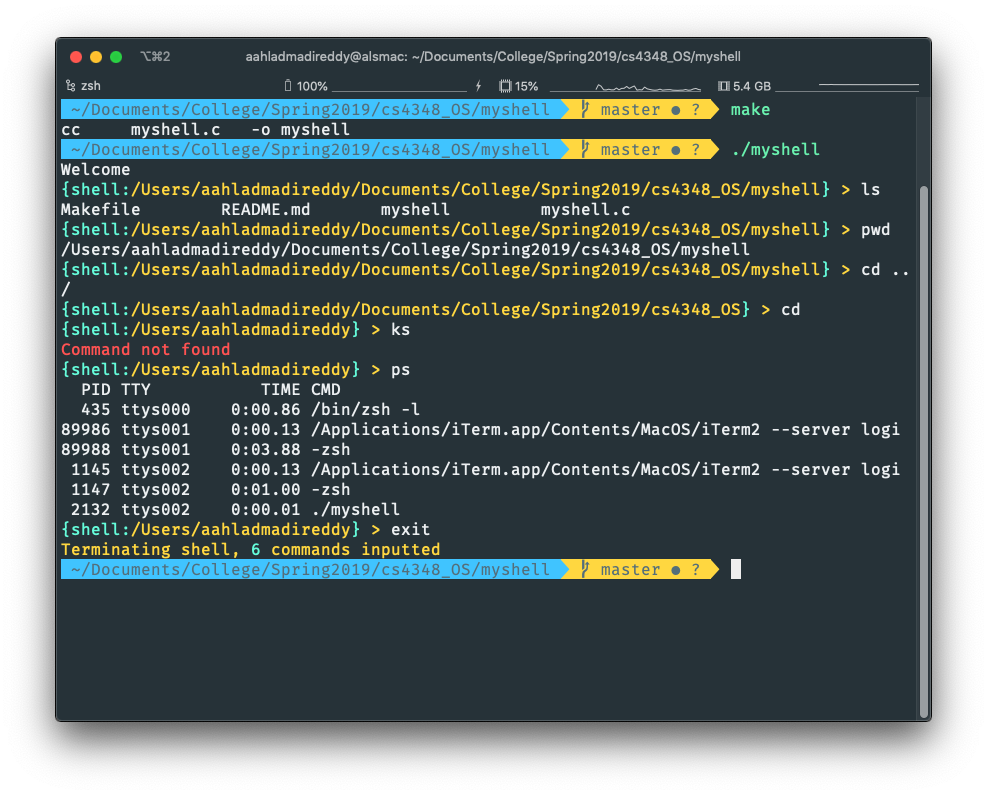 ⌥⌘2 aahladmadireddy@alsmac: ~/Documents/College/Spring2019/cs4348_OS/myshell
zsh 100% 15% 5.4 GB
~/Documents/College/Spring2019/cs4348_OS/myshell master ● ? make
cc     myshell.c   -o myshell
~/Documents/College/Spring2019/cs4348_OS/myshell master ● ? ./myshell
Welcome
{shell:/Users/aahladmadireddy/Documents/College/Spring2019/cs4348_OS/myshell} > ls
Makefile        README.md       myshell         myshell.c
{shell:/Users/aahladmadireddy/Documents/College/Spring2019/cs4348_OS/myshell} > pwd
/Users/aahladmadireddy/Documents/College/Spring2019/cs4348_OS/myshell
{shell:/Users/aahladmadireddy/Documents/College/Spring2019/cs4348_OS/myshell} > cd ..
/
{shell:/Users/aahladmadireddy/Documents/College/Spring2019/cs4348_OS} > cd
{shell:/Users/aahladmadireddy} > ks
Command not found
{shell:/Users/aahladmadireddy} > ps
  PID TTY           TIME CMD
  435 ttys000    0:00.86 /bin/zsh -l
89986 ttys001    0:00.13 /Applications/iTerm.app/Contents/MacOS/iTerm2 --server logi
89988 ttys001    0:03.88 -zsh
 1145 ttys002    0:00.13 /Applications/iTerm.app/Contents/MacOS/iTerm2 --server logi
 1147 ttys002    0:01.00 -zsh
 2132 ttys002    0:00.01 ./myshell
{shell:/Users/aahladmadireddy} > exit
Terminating shell, 6 commands inputted
~/Documents/College/Spring2019/cs4348_OS/myshell master ● ?